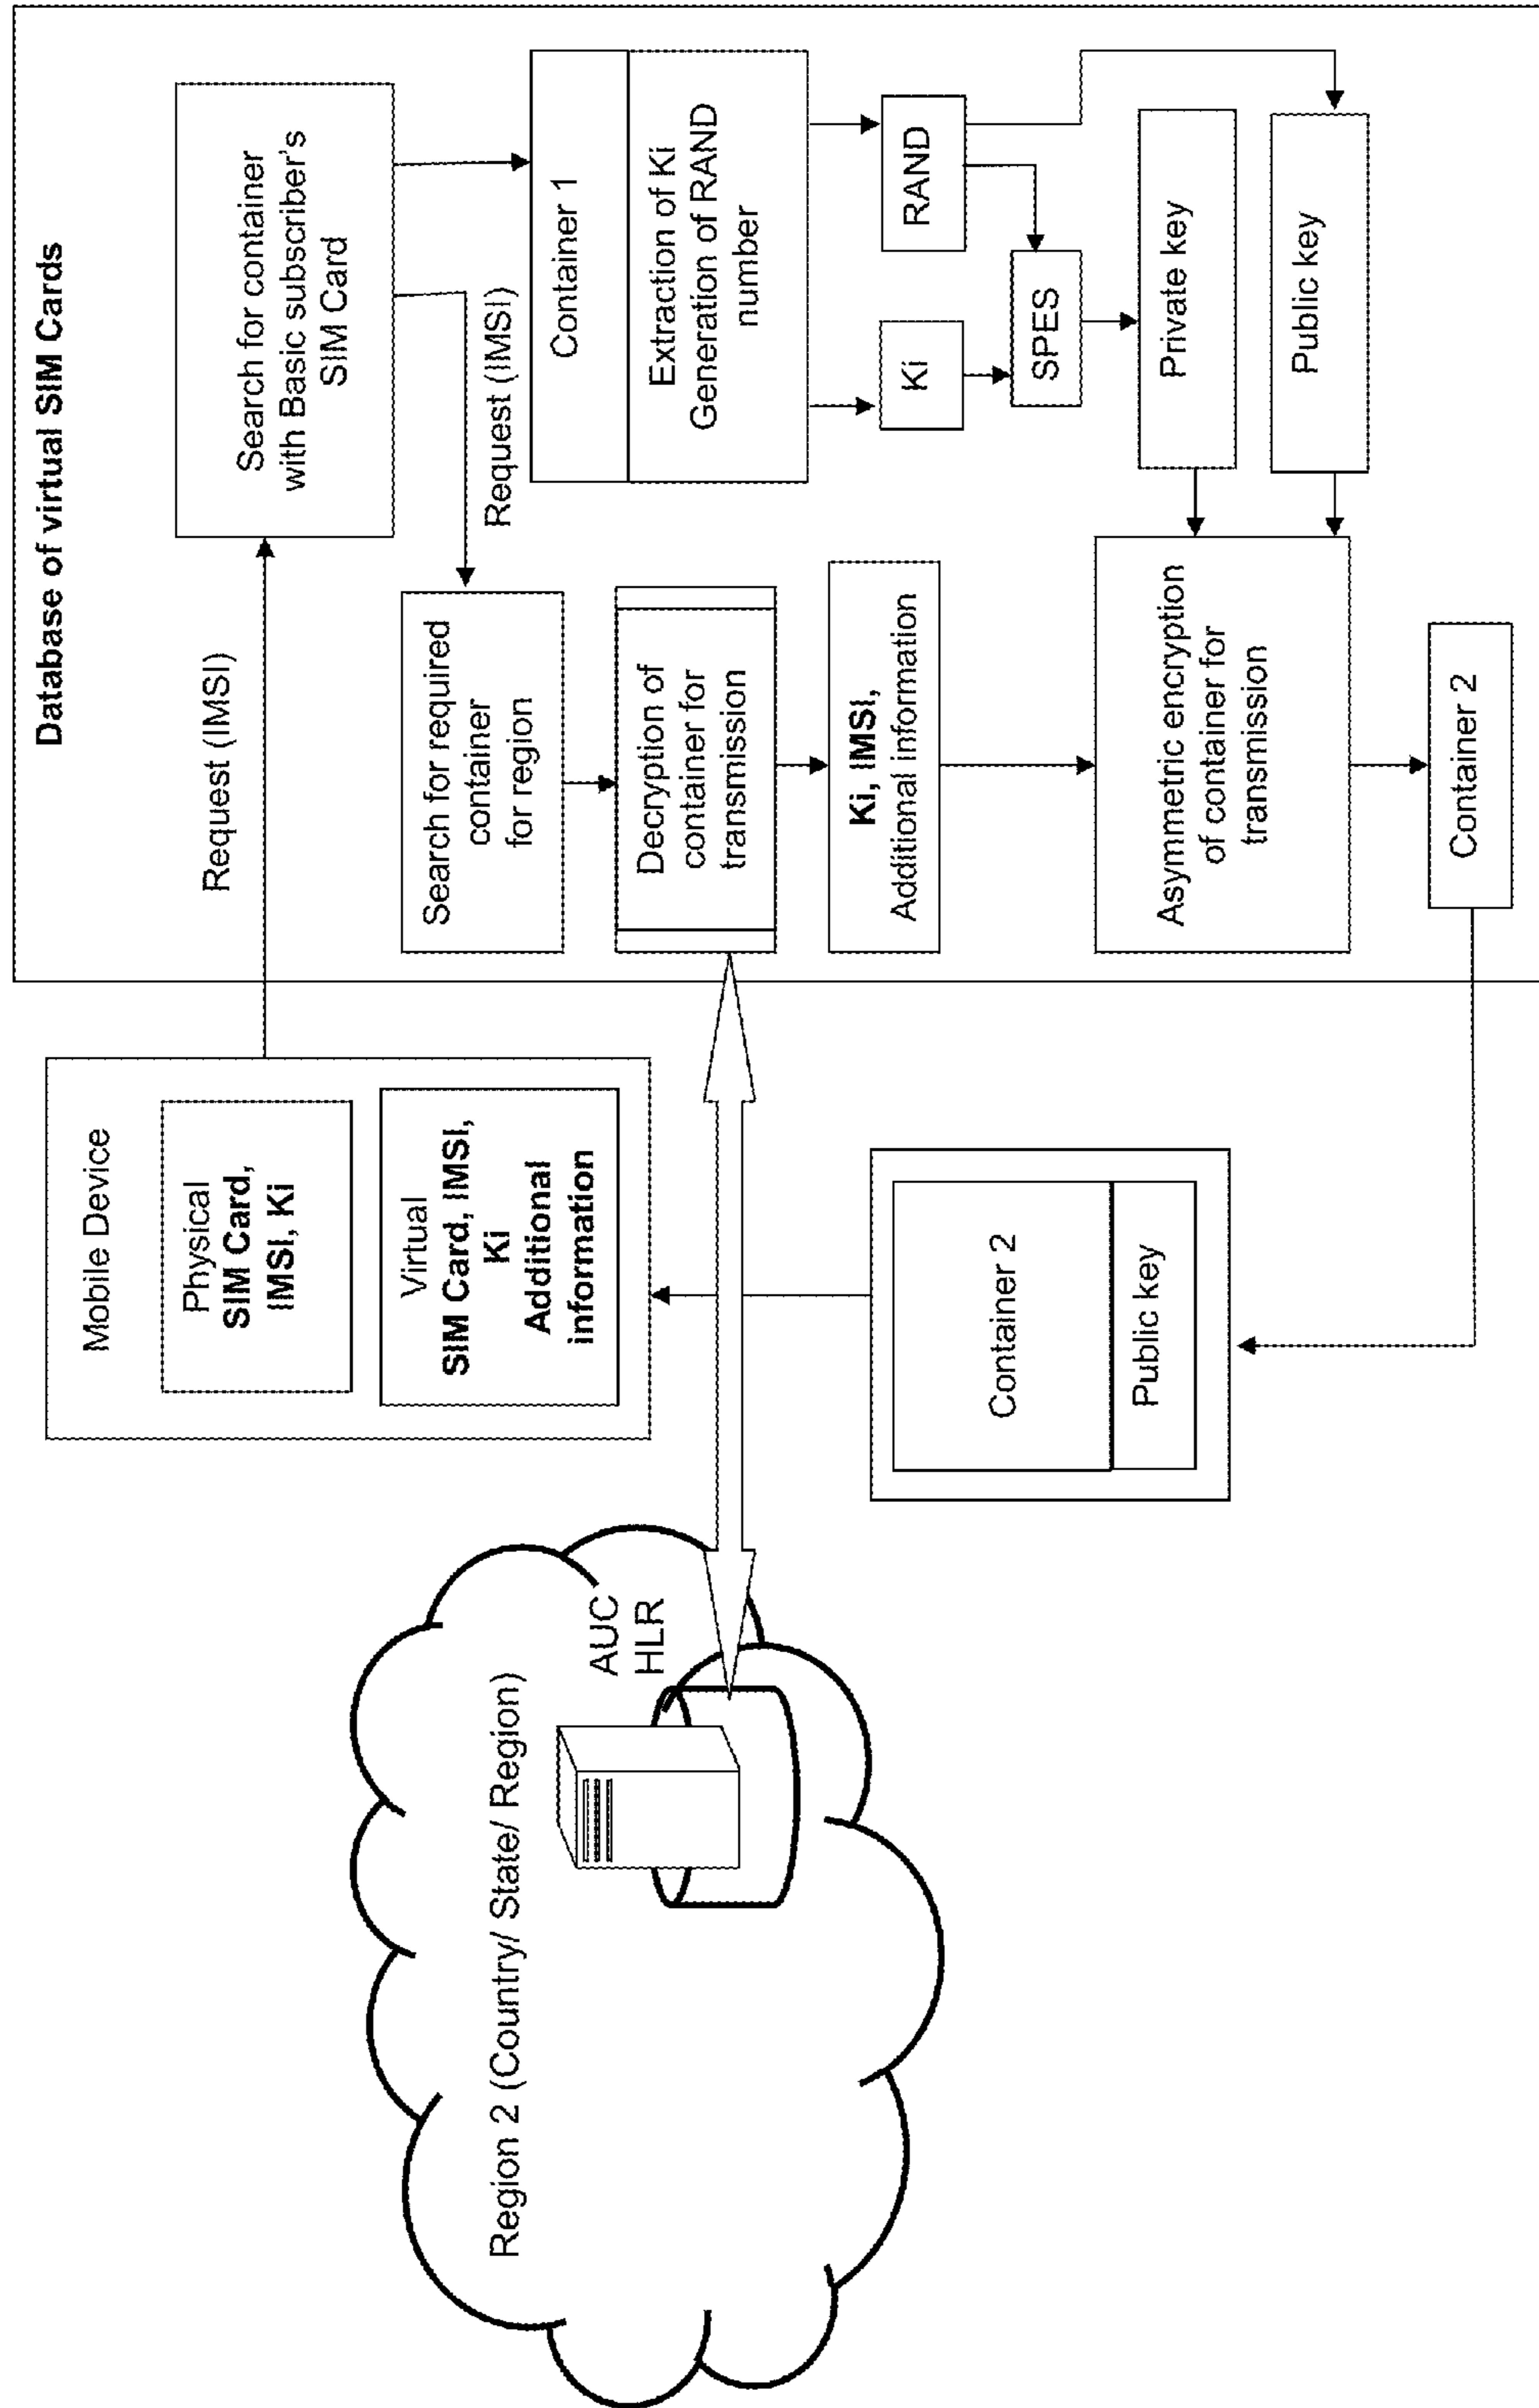 Database of virtual SIM Cards
Request (IMSI)
Search for container
with Basic subscriber's
SIM Card
Request (IMSI)
Search for required
container
for region
Container 1
Extraction of Ki
Generation of RAND
number
Decryption of
container for
transmission
Ki
RAND
SPES
Ki, IMSI,
Additional information
Private key
Public key
Asymmetric encryption
of container for
transmission
Container 2
Mobile Device
Physical
SIM Card,
IMSI, Ki
Virtual
SIM Card, IMSI,
Ki
Additional
information
Container 2
Public key
Region 2 (Country/ State/ Region)
AUC
HLR